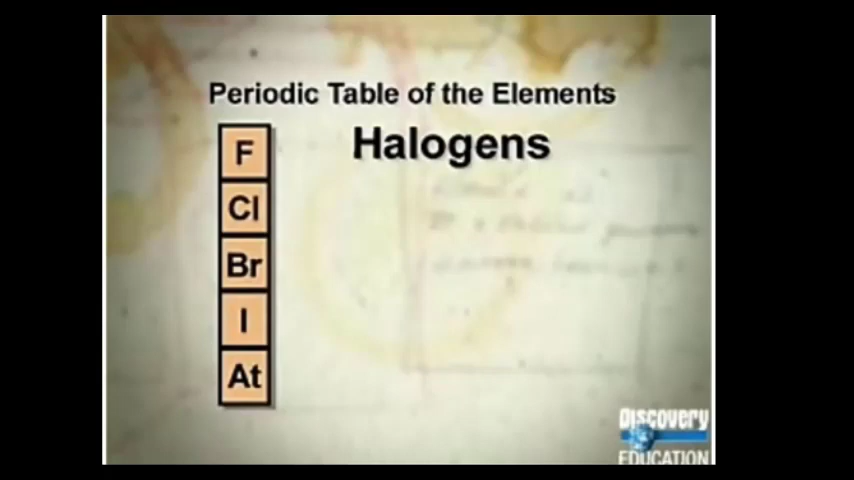 Periodic Table of the Elements
Halogens
F
Cl
Br
I
At
Discovery
EDUCATION